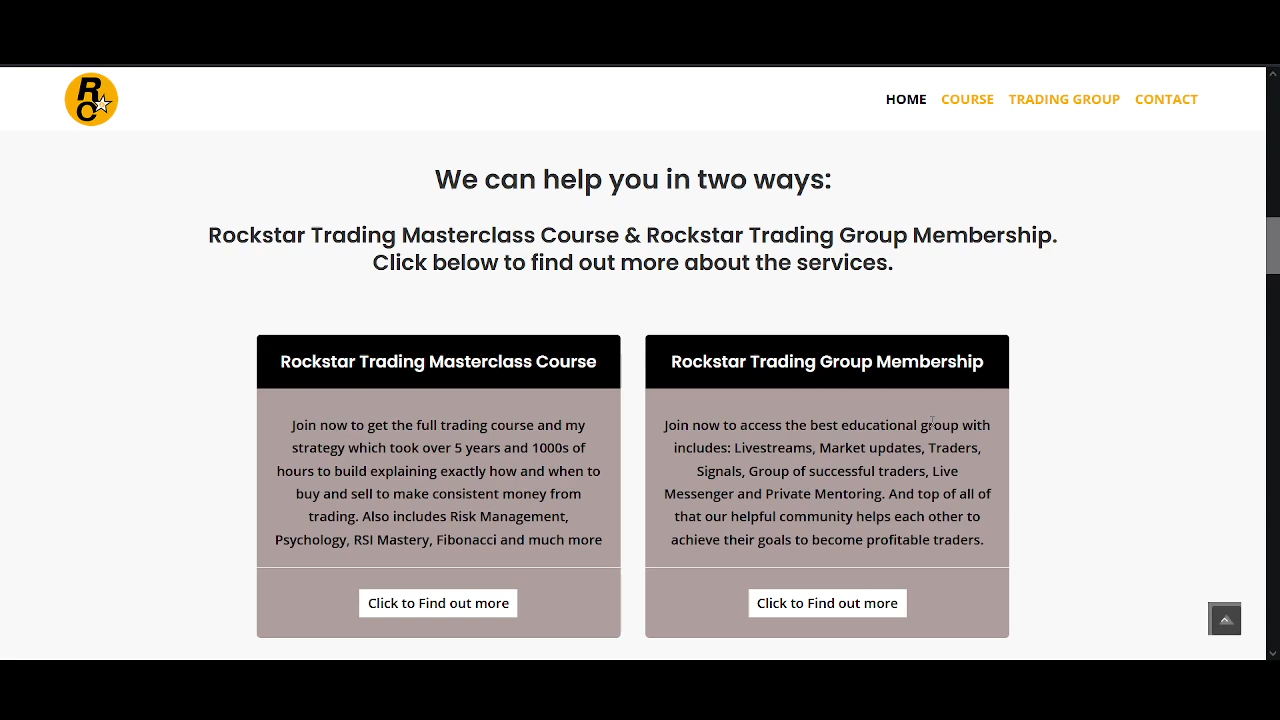 R
C
HOME COURSE TRADING GROUP CONTACT
We can help you in two ways:
Rockstar Trading Masterclass Course & Rockstar Trading Group Membership.
Click below to find out more about the services.
Rockstar Trading Masterclass Course
Join now to get the full trading course and my
strategy which took over 5 years and 1000s of
hours to build explaining exactly how and when to
buy and sell to make consistent money from
trading. Also includes Risk Management,
Psychology, RSI Mastery, Fibonacci and much more
Click to Find out more
Rockstar Trading Group Membership
Join now to access the best educational group with
includes: Livestreams, Market updates, Traders,
Signals, Group of successful traders, Live
Messenger and Private Mentoring. And top of all of
that our helpful community helps each other to
achieve their goals to become profitable traders.
Click to Find out more